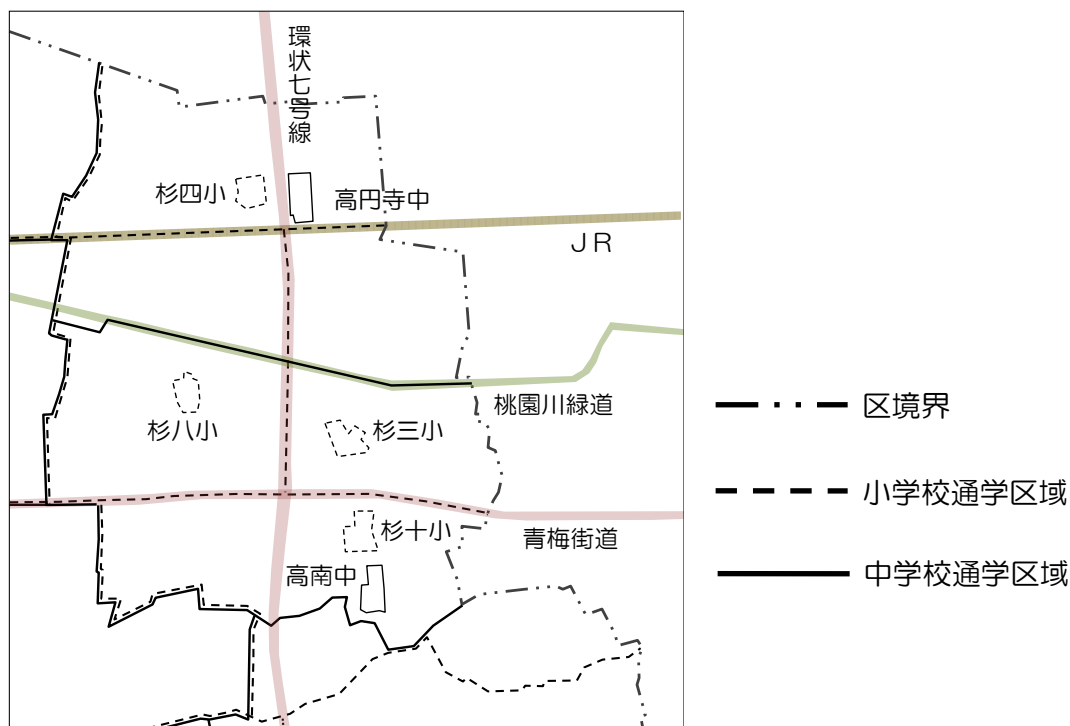 環状七号線
杉四小
高円寺中
JR
桃園川緑道
杉八小
杉三小
杉十小
青梅街道
高南中
区境界
小学校通学区域
中学校通学区域